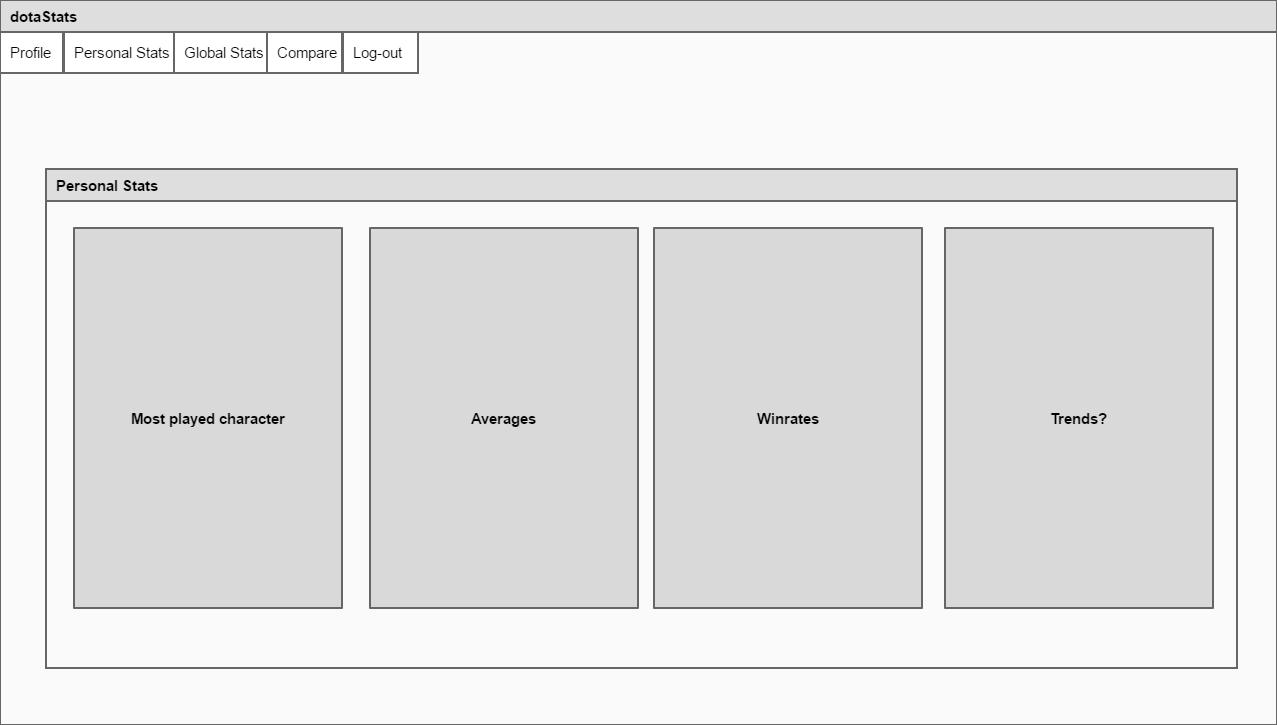 dotaStats
Profile Personal Stats Global Stats Compare Log-out
Personal Stats
Most played character Averages Winrates Trends?